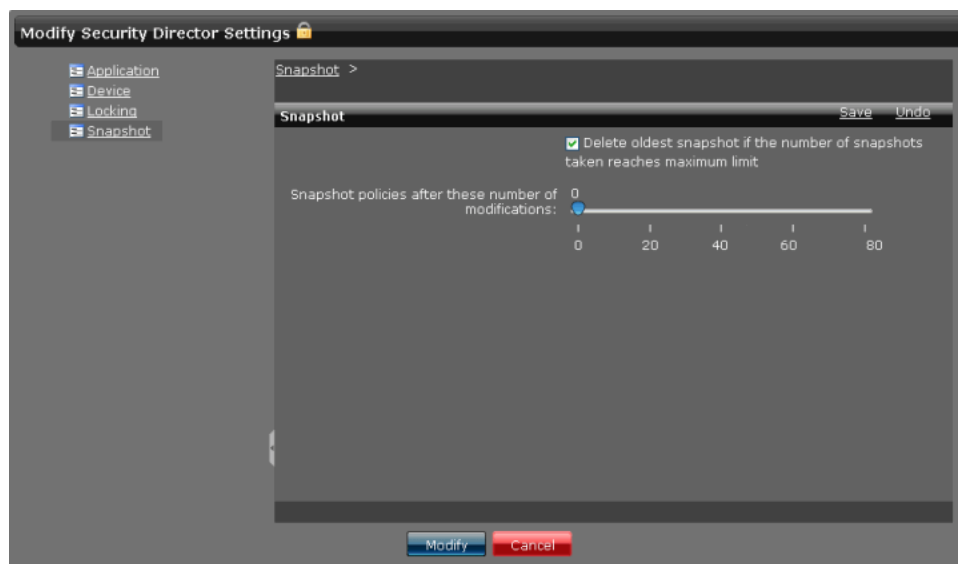 Modify Security Director Settings
Application
Device
Locking
Snapshot
Snapshot >
Snapshot Save Undo
Delete oldest snapshot if the number of snapshots
taken reaches maximum limit
Snapshot policies after these number of
modifications:
0
0 20 40 60 80
Modify Cancel